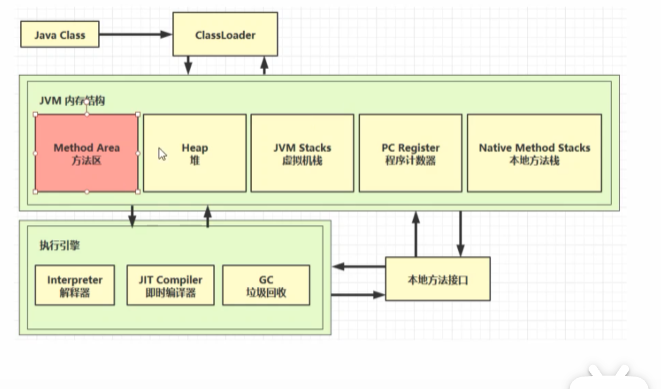 Java Class
ClassLoader
JVM 内存结构
Method Area
方法区
Heap
堆
JVM Stacks
虚拟机栈
PC Register
程序计数器
Native Method Stacks
本地方法栈
执行引擎
Interpreter
解释器
JIT Compiler
即时编译器
GC
垃圾回收
本地方法接口